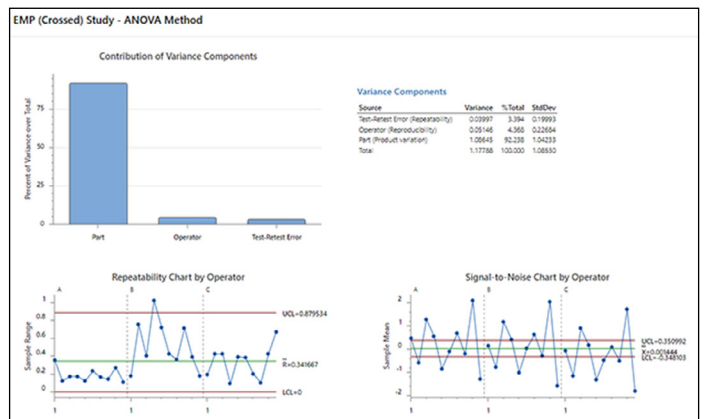 EMP (Crossed) Study - ANOVA Method
Contribution of Variance Components
Percent of Variance over Total
75
50
25
0
Part Operator Test-Retest Error
Variance Components
Source Variance %Total StdDev
Test-Retest Error (Repeatability) 0.03997 3.394 0.19993
Operator (Reproducibility) 0.05146 4.368 0.22684
Part (Product variation) 1.08645 92.238 1.04233
Total 1.17788 100.000 1.08530
Repeatability Chart by Operator
A B C
Sample Range
1
0.8
0.6
0.4
0.2
0
UCL=0.879534
R=0.341667
LCL=0
1 1 1
Signal-to-Noise Chart by Operator
A B C
Sample Mean
2
1
0
-1
-2
UCL=0.350992
X=0.001444
LCL=-0.348103
1 1 1